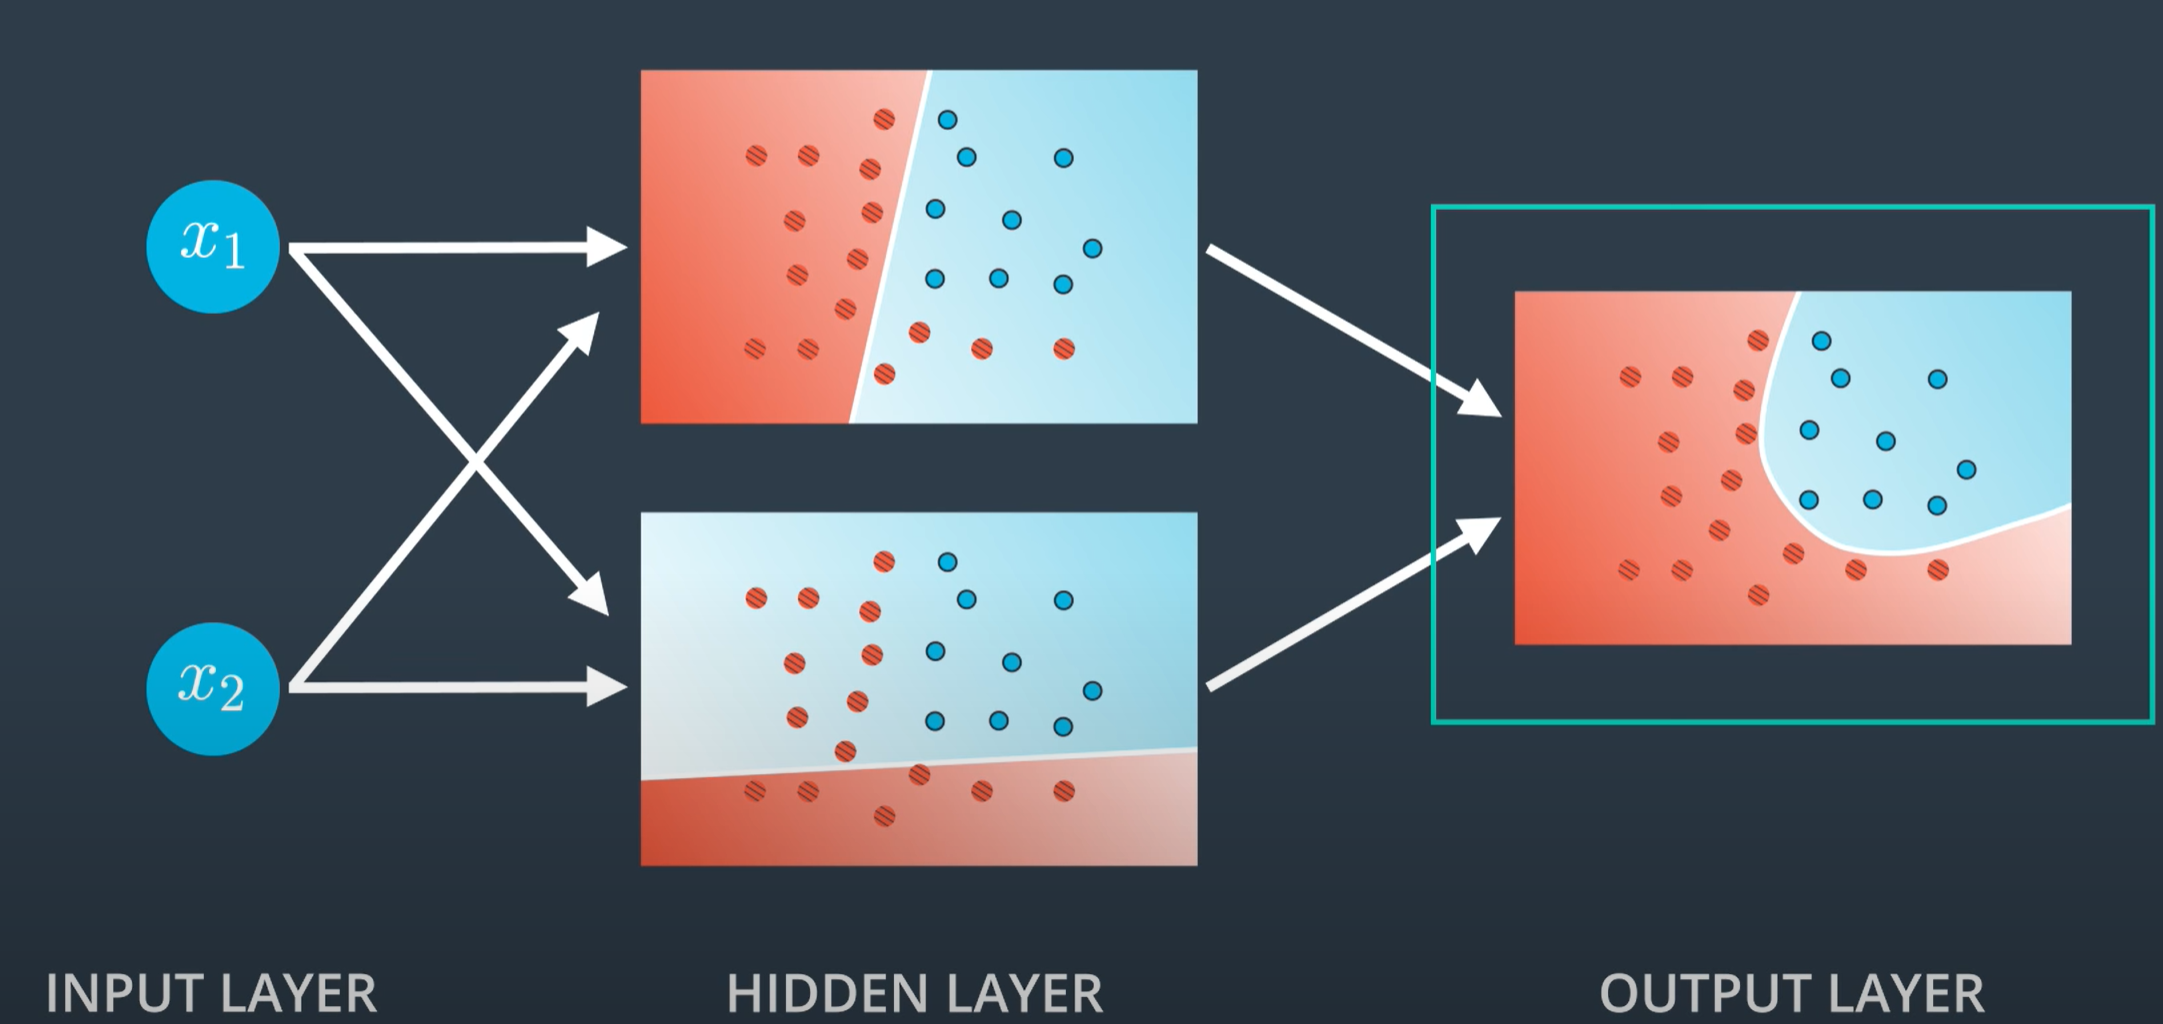 x₁
x₂
INPUT LAYER
HIDDEN LAYER
OUTPUT LAYER